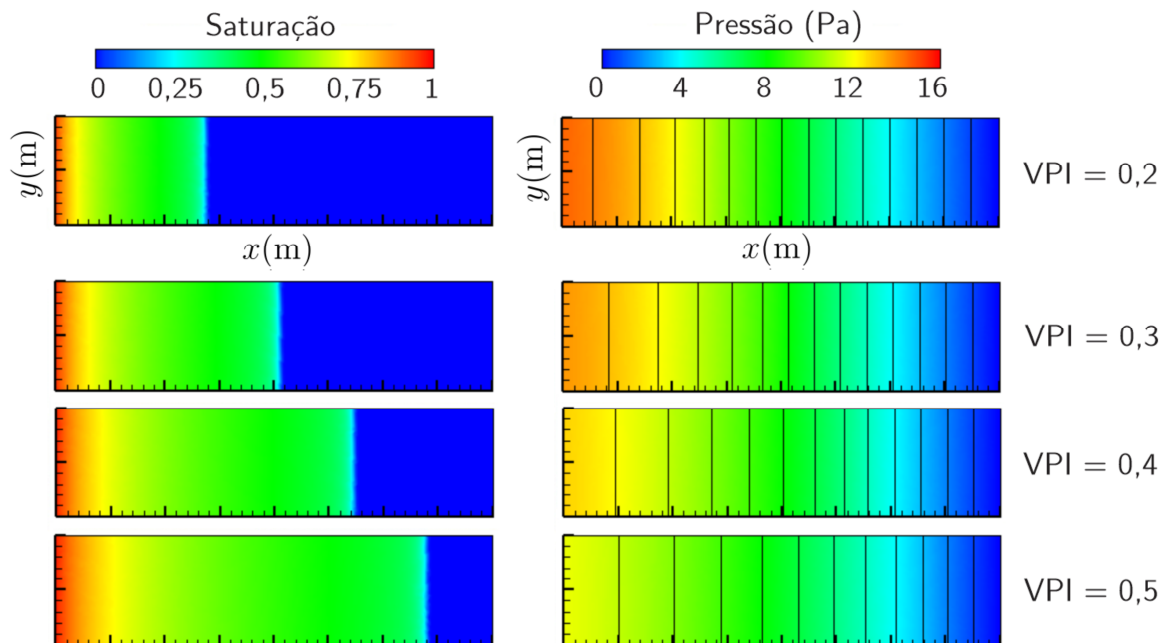 Saturação
0 0,25 0,5 0,75 1
Pressão (Pa)
0 4 8 12 16
y(m)
x(m)
y(m)
x(m)
VPI = 0,2
VPI = 0,3
VPI = 0,4
VPI = 0,5